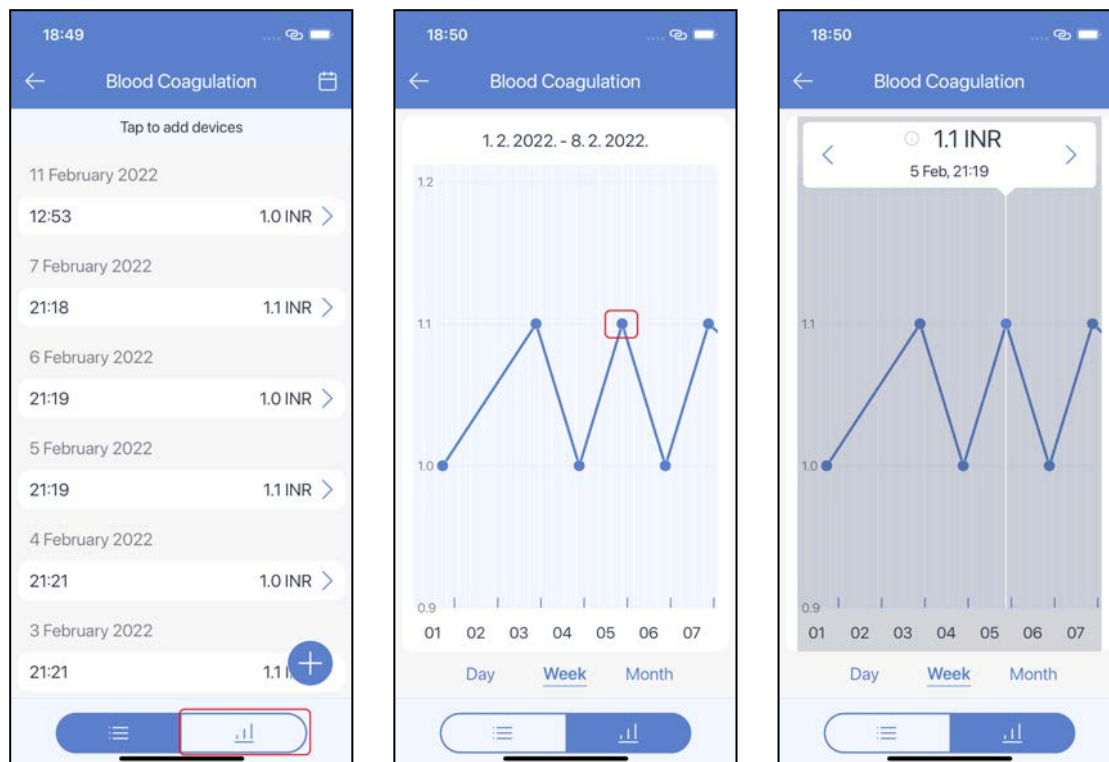 18:49
Blood Coagulation
Tap to add devices
11 February 2022
12:53 1.0 INR
7 February 2022
21:18 1.1 INR
6 February 2022
21:19 1.0 INR
5 February 2022
21:19 1.1 INR
4 February 2022
21:21 1.0 INR
3 February 2022
21:21 1.1
18:50
Blood Coagulation
1. 2. 2022. - 8. 2. 2022.
1.2
1.1
1.0
0.9
01 02 03 04 05 06 07
Day Week Month
18:50
Blood Coagulation
1.1 INR
5 Feb, 21:19
1.1
1.0
0.9
01 02 03 04 05 06 07
Day Week Month